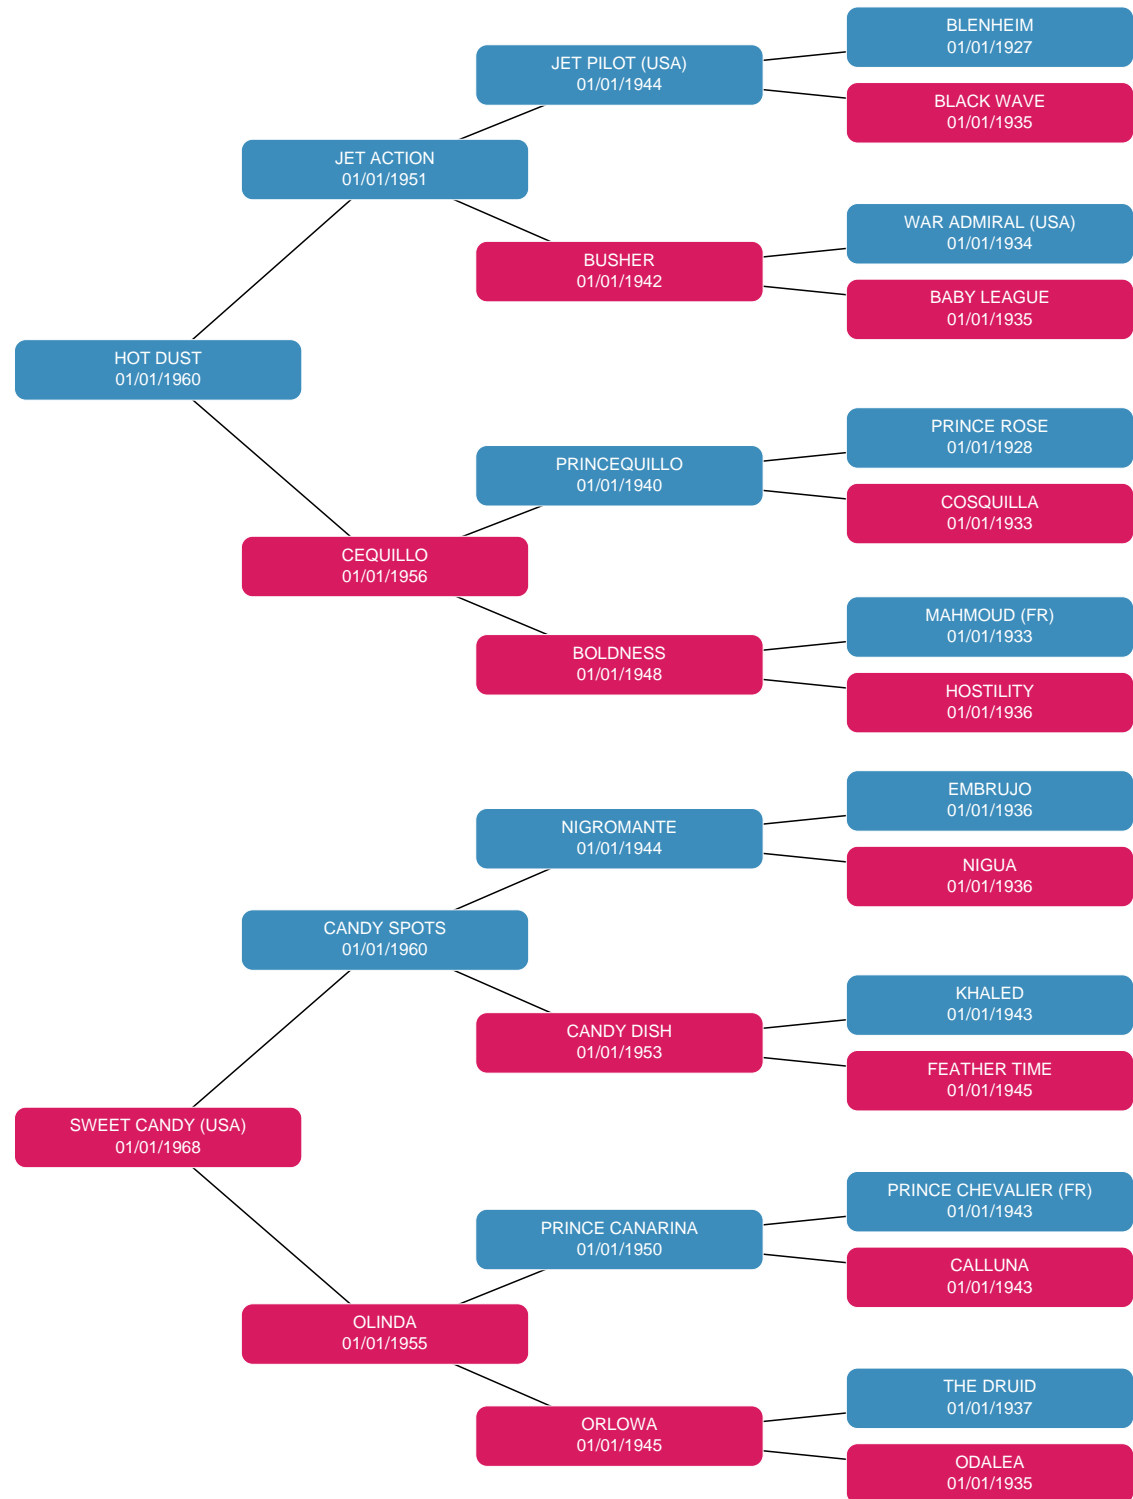 BLENHEIM
01/01/1927
JET PILOT (USA)
01/01/1944
BLACK WAVE
01/01/1935
JET ACTION
01/01/1951
WAR ADMIRAL (USA)
01/01/1934
BUSHER
01/01/1942
BABY LEAGUE
01/01/1935
HOT DUST
01/01/1960
PRINCE ROSE
01/01/1928
PRINCEQUILLO
01/01/1940
COSQUILLA
01/01/1933
CEQUILLO
01/01/1956
MAHMOUD (FR)
01/01/1933
BOLDNESS
01/01/1948
HOSTILITY
01/01/1936
EMBRUJO
01/01/1936
NIGROMANTE
01/01/1944
NIGUA
01/01/1936
CANDY SPOTS
01/01/1960
KHALED
01/01/1943
CANDY DISH
01/01/1953
FEATHER TIME
01/01/1945
SWEET CANDY (USA)
01/01/1968
PRINCE CHEVALIER (FR)
01/01/1943
PRINCE CANARINA
01/01/1950
CALLUNA
01/01/1943
OLINDA
01/01/1955
THE DRUID
01/01/1937
ORLOWA
01/01/1945
ODALEA
01/01/1935